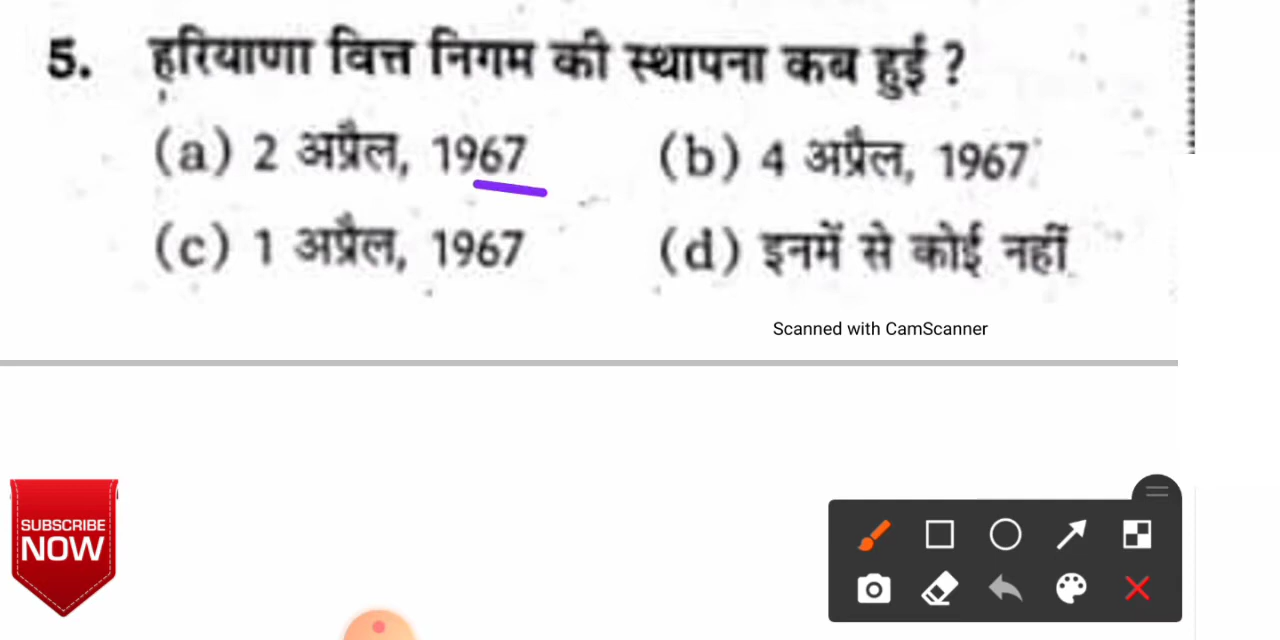 5. हरियाणा वित्त निगम की स्थापना कब हुई ?
(a) 2 अप्रैल, 1967 (b) 4 अप्रैल, 1967
(c) 1 अप्रैल, 1967 (d) इनमें से कोई नहीं
Scanned with CamScanner
SUBSCRIBE
NOW